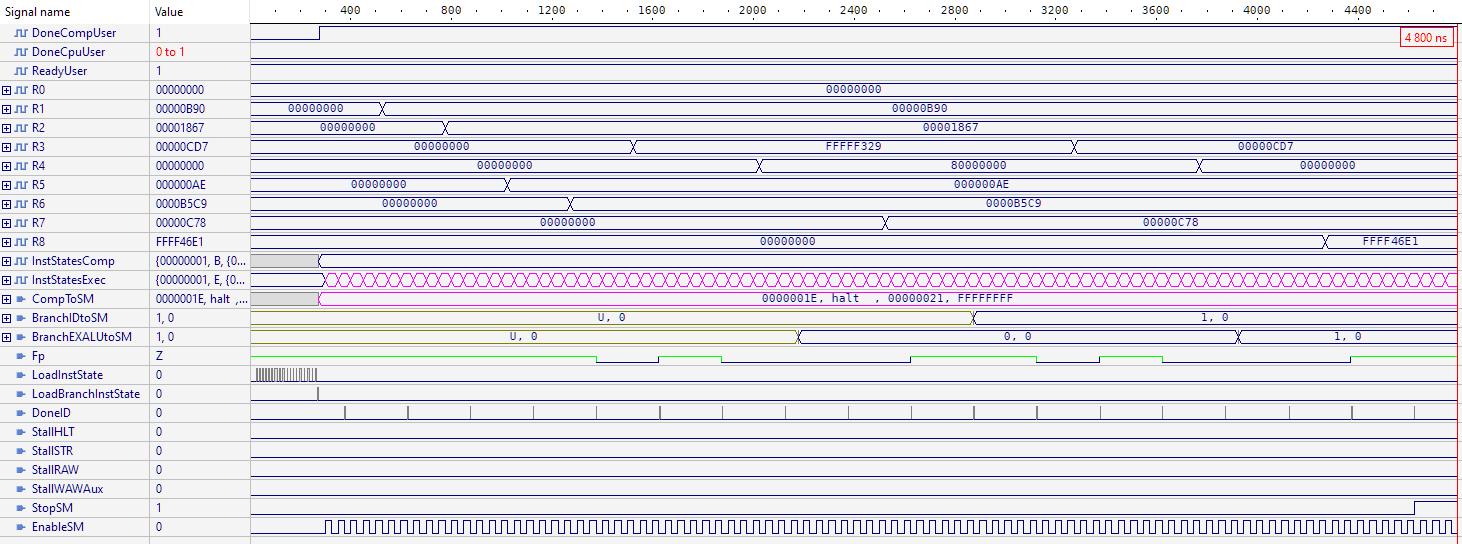 Signal name Value 400 800 1200 1600 2000 2400 2800 3200 3600 4000 4400
DoneCompUser 1 4 800 ns
DoneCpuUser 0 to 1
ReadyUser 1
R0 00000000 00000000
R1 00000B90 00000000 00000B90
R2 00001867 00000000 00001867
R3 00000CD7 00000000 FFFFF329 00000CD7
R4 00000000 00000000 80000000 00000000
R5 000000AE 00000000 000000AE
R6 0000B5C9 00000000 0000B5C9
R7 00000C78 00000000 00000C78
R8 FFFF46E1 00000000 FFFF46E1
InstStatesComp {00000001, B, {0...
InstStatesExec {00000001, E, {0...
CompToSM 0000001E, halt ,... 0000001E, halt , 00000021, FFFFFFFF
BranchIDtoSM 1, 0 U, 0 1, 0
BranchEXALUtoSM 1, 0 U, 0 0, 0 1, 0
Fp Z
LoadInstState 0
LoadBranchInstState 0
DoneID 0
StallHLT 0
StallSTR 0
StallRAW 0
StallWAWAux 0
StopSM 1
EnableSM 0